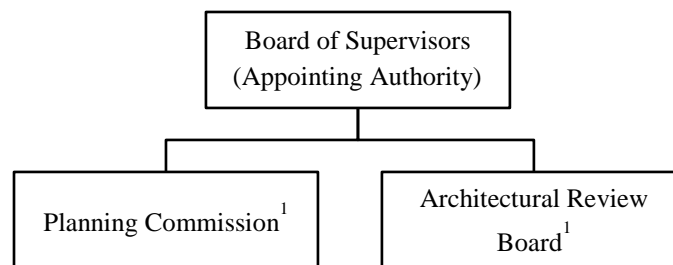 Board of Supervisors
(Appointing Authority)
Planning Commission¹
Architectural Review
Board¹